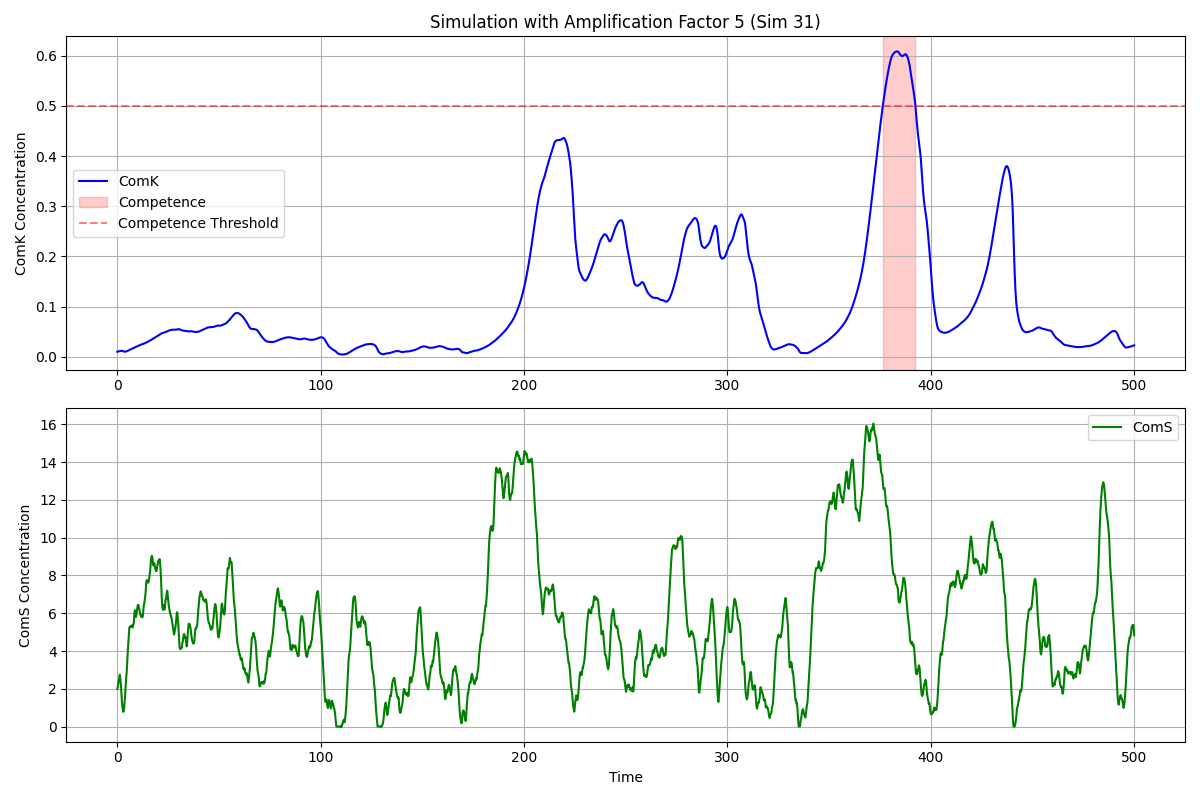 Simulation with Amplification Factor 5 (Sim 31)
ComK Concentration
0.6
0.5
0.4
0.3
0.2
0.1
0.0
ComK
Competence
Competence Threshold
0 100 200 300 400 500
ComS Concentration
16
14
12
10
8
6
4
2
0
ComS
0 100 200 300 400 500
Time